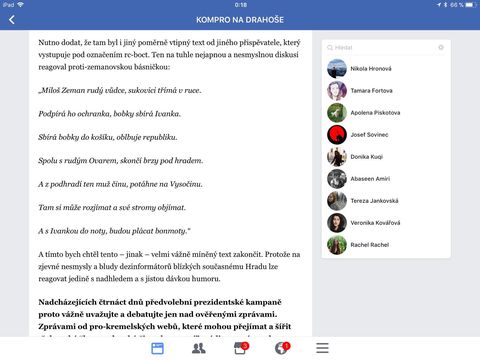 iPad
0:18
66 %
KOMPRO NA DRAHOŠE
Nutno dodat, že tam byl i jiný poměrně vtipný text od jiného přispěvatele, který
vystupuje pod označením rc-boct. Ten na tuhle nejapnou a nesmyslnou diskusi
reagoval proti-zemanovskou básničkou:
„Miloš Zeman rudý vůdce, sukovici třímá v ruce.
Podpírá ho ochranka, bobky sbírá Ivanka.
Sbírá bobky do košíku, oblbuje republiku.
Spolu s rudým Ovarem, skončí brzy pod hradem.
A z podhradí ten muž činu, potáhne na Vysočinu.
Tam si může rozjímat a své stromy objímat.
A s Ivankou do noty, budou plácat bonmoty.“
A tímto bych chtěl tento – jinak – velmi vážně míněný text zakončit. Protože na
zjevné nesmysly a bludy dezinformátorů blízkých současnému Hradu lze
reagovat jedině s nadhledem a s jistou dávkou humoru.
Nadcházejících čtrnáct dnů předvolební prezidentské kampaně
proto vážně uvažujte a debatujte jen nad ověřenými zprávami.
Zprávami od pro-kremelských webů, které mohou přejímat a šířit
Hledat
Nikola Hronová
Tamara Fortova
Apolena Piskotova
Josef Sovinec
Donika Kuqi
Abaseen Amiri
Tereza Jankovská
Veronika Kovářová
Rachel Rachel
3
1